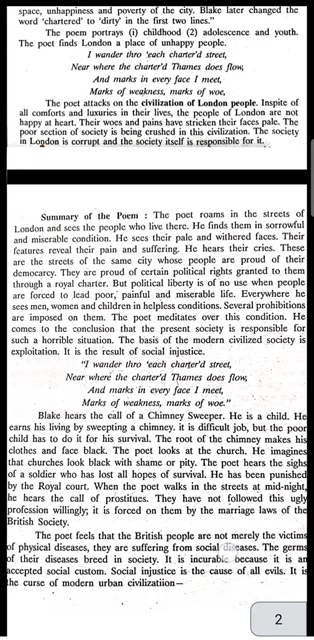 space, unhappiness and poverty of the city. Blake later changed the
word 'chartered' to 'dirty' in the first two lines."
The poem portrays (i) childhood (2) adolescence and youth.
The poet finds London a place of unhappy people.
I wander thro 'each charter'd street,
Near where the charter'd Thames does flow,
And marks in every face I meet,
Marks of weakness, marks of woe,
The poet attacks on the civilization of London people. Inspite of
all comforts and luxuries in their lives, the people of London are not
happy at heart. Their woes and pains have stricken their faces pale. The
poor section of society is being crushed in this civilization. The society
in London is corrupt and the society itself is responsible for it.
Summary of the Poem : The poet roams in the streets of
London and sees the people who live there. He finds them in sorrowful
and miserable condition. He sees their pale and withered faces. Their
features reveal their pain and suffering. He hears their cries. These
are the streets of the same city whose people are proud of their
democarcy. They are proud of certain political rights granted to them
through a royal charter. But political liberty is of no use when people
are forced to lead poor, painful and miserable life. Everywhere he
sees men, women and children in helpless conditions. Several prohibitions
are imposed on them. The poet meditates over this condition. He
comes to the conclusion that the present society is responsible for
such a horrible situation. The basis of the modern civilized society is
exploitation. It is the result of social injustice.
"I wander thro 'each charter'd street,
Near where the charter'd Thames does flow,
And marks in every face I meet,
Marks of weakness, marks of woe."
Blake hears the call of a Chimney Sweeper. He is a child. He
earns his living by sweepting a chimney. it is difficult job, but the poor
child has to do it for his survival. The root of the chimney makes his
clothes and face black. The poet looks at the church. He imagines
that churches look black with shame or pity. The poet hears the sighs
of a soldier who has lost all hopes of survival. He has been punished
by the Royal court. When the poet walks in the streets at mid-night,
he hears the call of prostitues. They have not followed this ugly
profession willingly; it is forced on them by the marriage laws of the
British Society.
The poet feels that the British people are not merely the victims
of physical diseases, they are suffering from social diseases. The germs
of their diseases breed in society. It is incurable because it is an
accepted social custom. Social injustice is the cause of all evils. It is
the curse of modern urban civilizatiion—
2